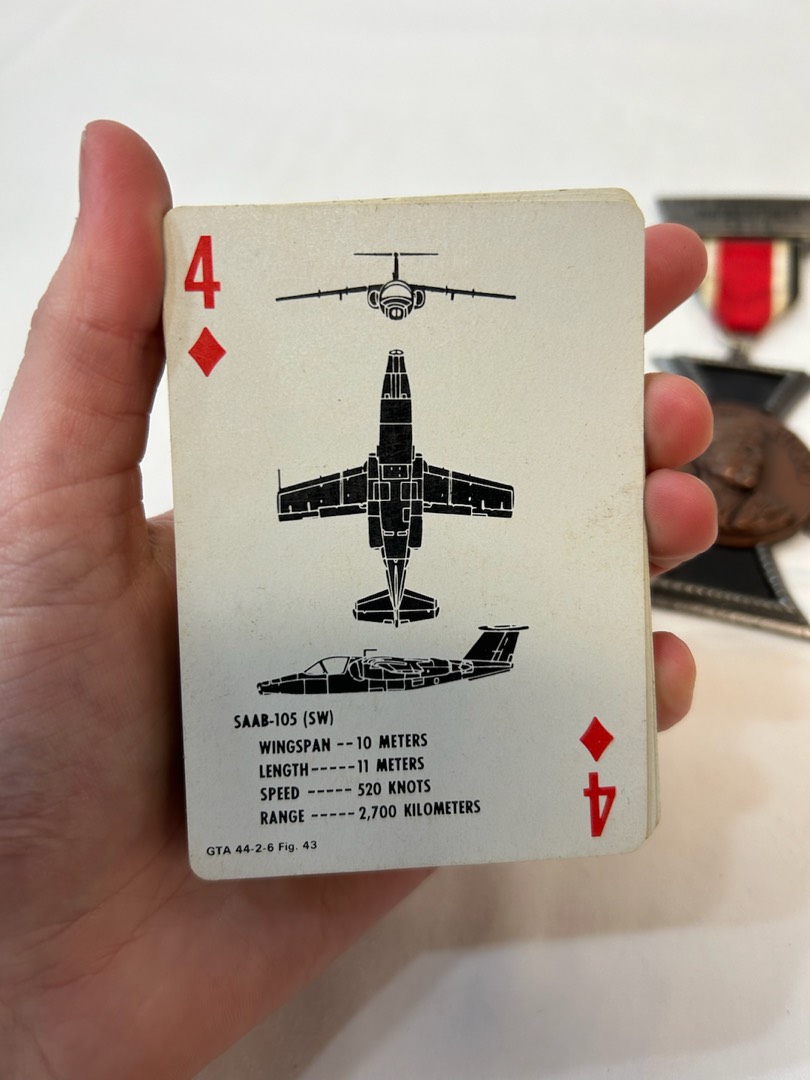 4
SAAB-105 (SW)
WINGSPAN -- 10 METERS
LENGTH ----- 11 METERS
SPEED ----- 520 KNOTS
RANGE ----- 2,700 KILOMETERS
GTA 44-2-6 Fig. 43
4